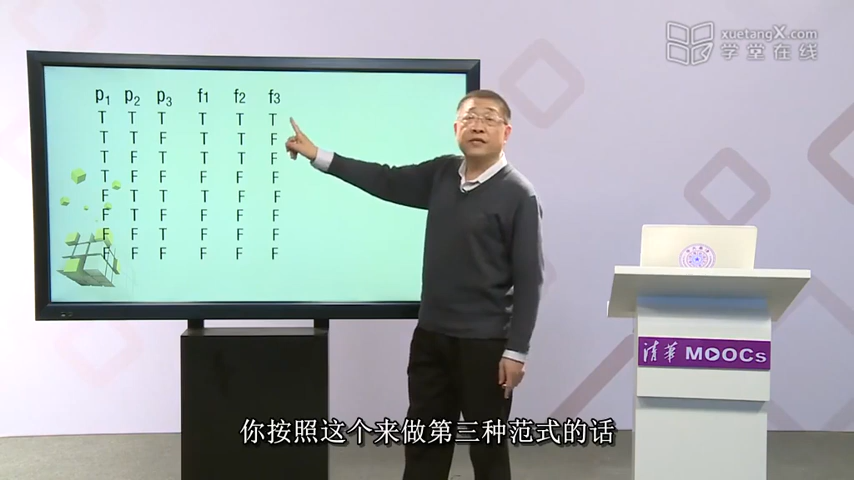 xuetangX.com
学堂在线
p₁ p₂ p₃ f₁ f₂ f₃
T T T T T T
T T F T T F
T F T T T F
T F F F F F
F T T T F F
F T F F F F
F F T F F F
F F F F F F
清华 MOOCs
你按照这个来做第三种范式的话